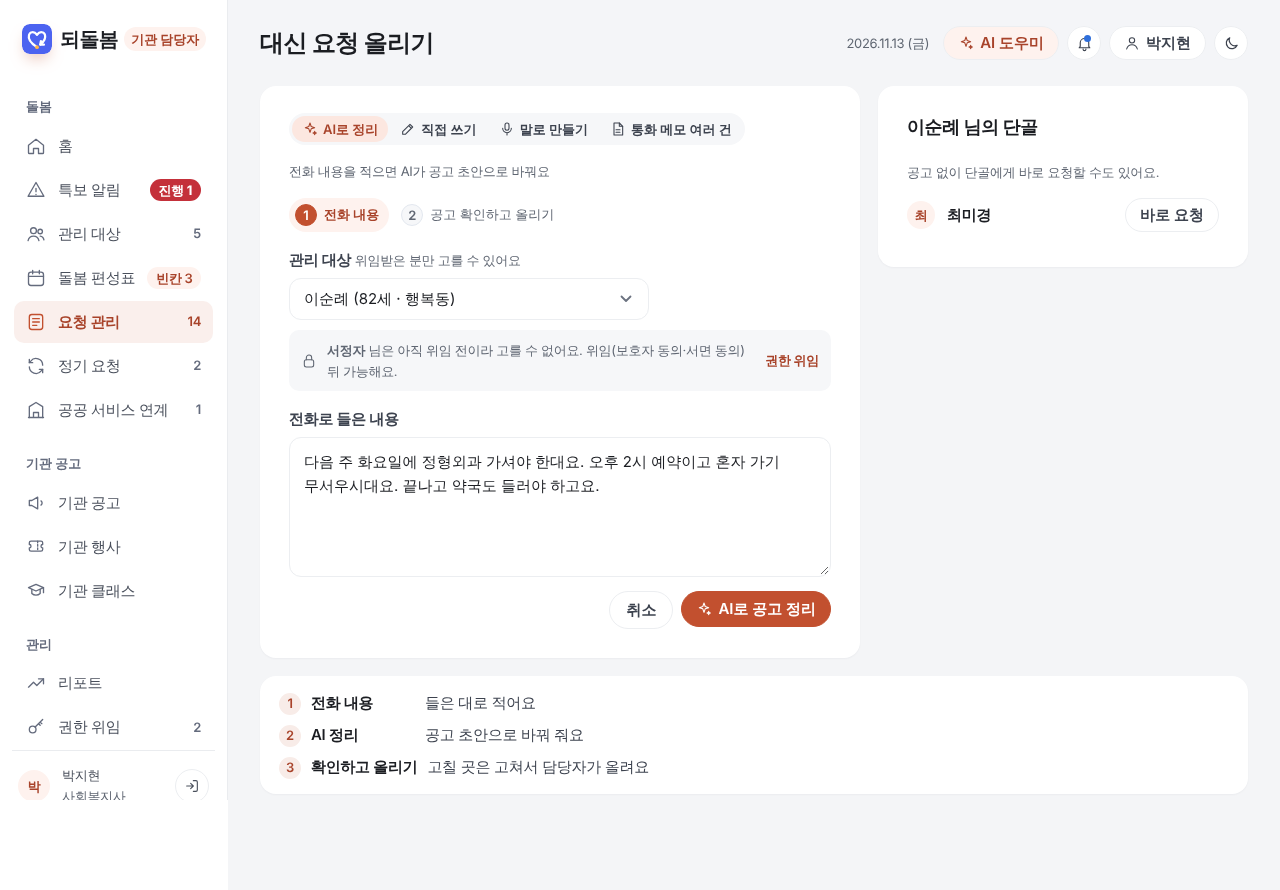 되돌봄 기관 담당자
돌봄
홈
특보 알림 진행 1
관리 대상 5
돌봄 편성표 빈칸 3
요청 관리 14
정기 요청 2
공공 서비스 연계 1
기관 공고
기관 공고
기관 행사
기관 클래스
관리
리포트
권한 위임 2
박 박지현
사회복지사
대신 요청 올리기
2026.11.13 (금) AI 도우미 박지현
AI로 정리 직접 쓰기 말로 만들기 통화 메모 여러 건
전화 내용을 적으면 AI가 공고 초안으로 바꿔요
1 전화 내용 2 공고 확인하고 올리기
관리 대상 위임받은 분만 고를 수 있어요
이순례 (82세 · 행복동)
서정자 님은 아직 위임 전이라 고를 수 없어요. 위임(보호자 동의·서면 동의)
뒤 가능해요.
권한 위임
전화로 들은 내용
다음 주 화요일에 정형외과 가셔야 한대요. 오후 2시 예약이고 혼자 가기
무서우시대요. 끝나고 약국도 들러야 하고요.
취소 AI로 공고 정리
이순례 님의 단골
공고 없이 단골에게 바로 요청할 수도 있어요.
최 최미경 바로 요청
1 전화 내용 들은 대로 적어요
2 AI 정리 공고 초안으로 바꿔 줘요
3 확인하고 올리기 고칠 곳은 고쳐서 담당자가 올려요